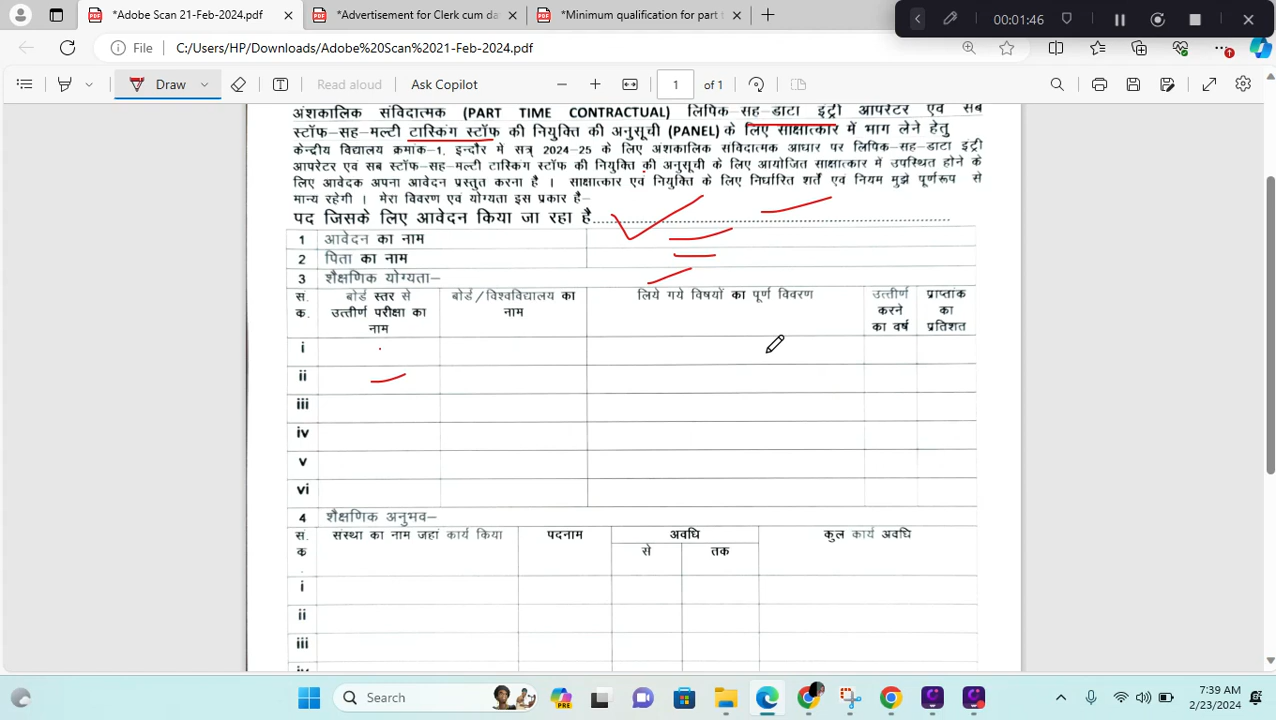 *Adobe Scan 21-Feb-2024.pdf
*Advertisement for Clerk cum da
*Minimum qualification for part t
00:01:46
File
C:/Users/HP/Downloads/Adobe%20Scan%2021-Feb-2024.pdf
Draw
Read aloud
Ask Copilot
1
of 1
अंशकालिक संविदात्मक (PART TIME CONTRACTUAL) लिपिक सह-डाटा इंट्री आपरेटर एवं सब
स्टॉफ-सह-मल्टी टास्किंग स्टॉफ की नियुक्ति की अनुसूची (PANEL) के लिए साक्षात्कार में भाग लेने हेतु
केन्द्रीय विद्यालय क्रमांक-1, इन्दौर में सत्र् 2024-25 के लिए अशकालिक संविदात्मक आधार पर लिपिक-सह-डाटा इंट्री
आपरेटर एवं सब स्टॉफ-सह-मल्टी टास्किंग स्टॉफ की नियुक्ति की अनुसूची के लिए आयोजित साक्षात्कार में उपस्थित होने के
लिए आवेदक अपना आवेदन प्रस्तुत करना है । साक्षात्कार एवं नियुक्ति के लिए निर्धारित शर्तें एवं नियम मुझे पूर्णरूप से
मान्य रहेगी । मेरा विवरण एवं योग्यता इस प्रकार है-
पद जिसके लिए आवेदन किया जा रहा है
1 आवेदन का नाम
2 पिता का नाम
3 शैक्षणिक योग्यता-
स. क. बोर्ड स्तर से बोर्ड/विश्वविद्यालय का लिये गये विषयों का पूर्ण विवरण उत्तीर्ण प्राप्तांक
उत्तीर्ण परीक्षा का नाम करने का
नाम का वर्ष प्रतिशत
i
ii
iii
iv
v
vi
4 शैक्षणिक अनुभव-
सं. संस्था का नाम जहां कार्य किया पदनाम अवधि कुल कार्य अवधि
क से तक
i
ii
iii
iv
Search
PRE
7:39 AM
2/23/2024